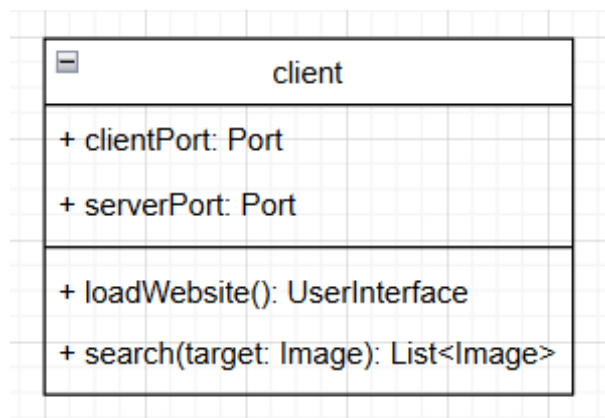 client
+ clientPort: Port
+ serverPort: Port
+ loadWebsite(): UserInterface
+ search(target: Image): List<Image>